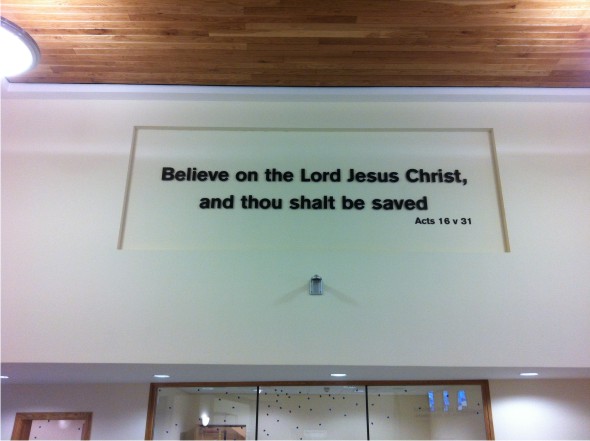 Believe on the Lord Jesus Christ,
and thou shalt be saved
Acts 16 v 31